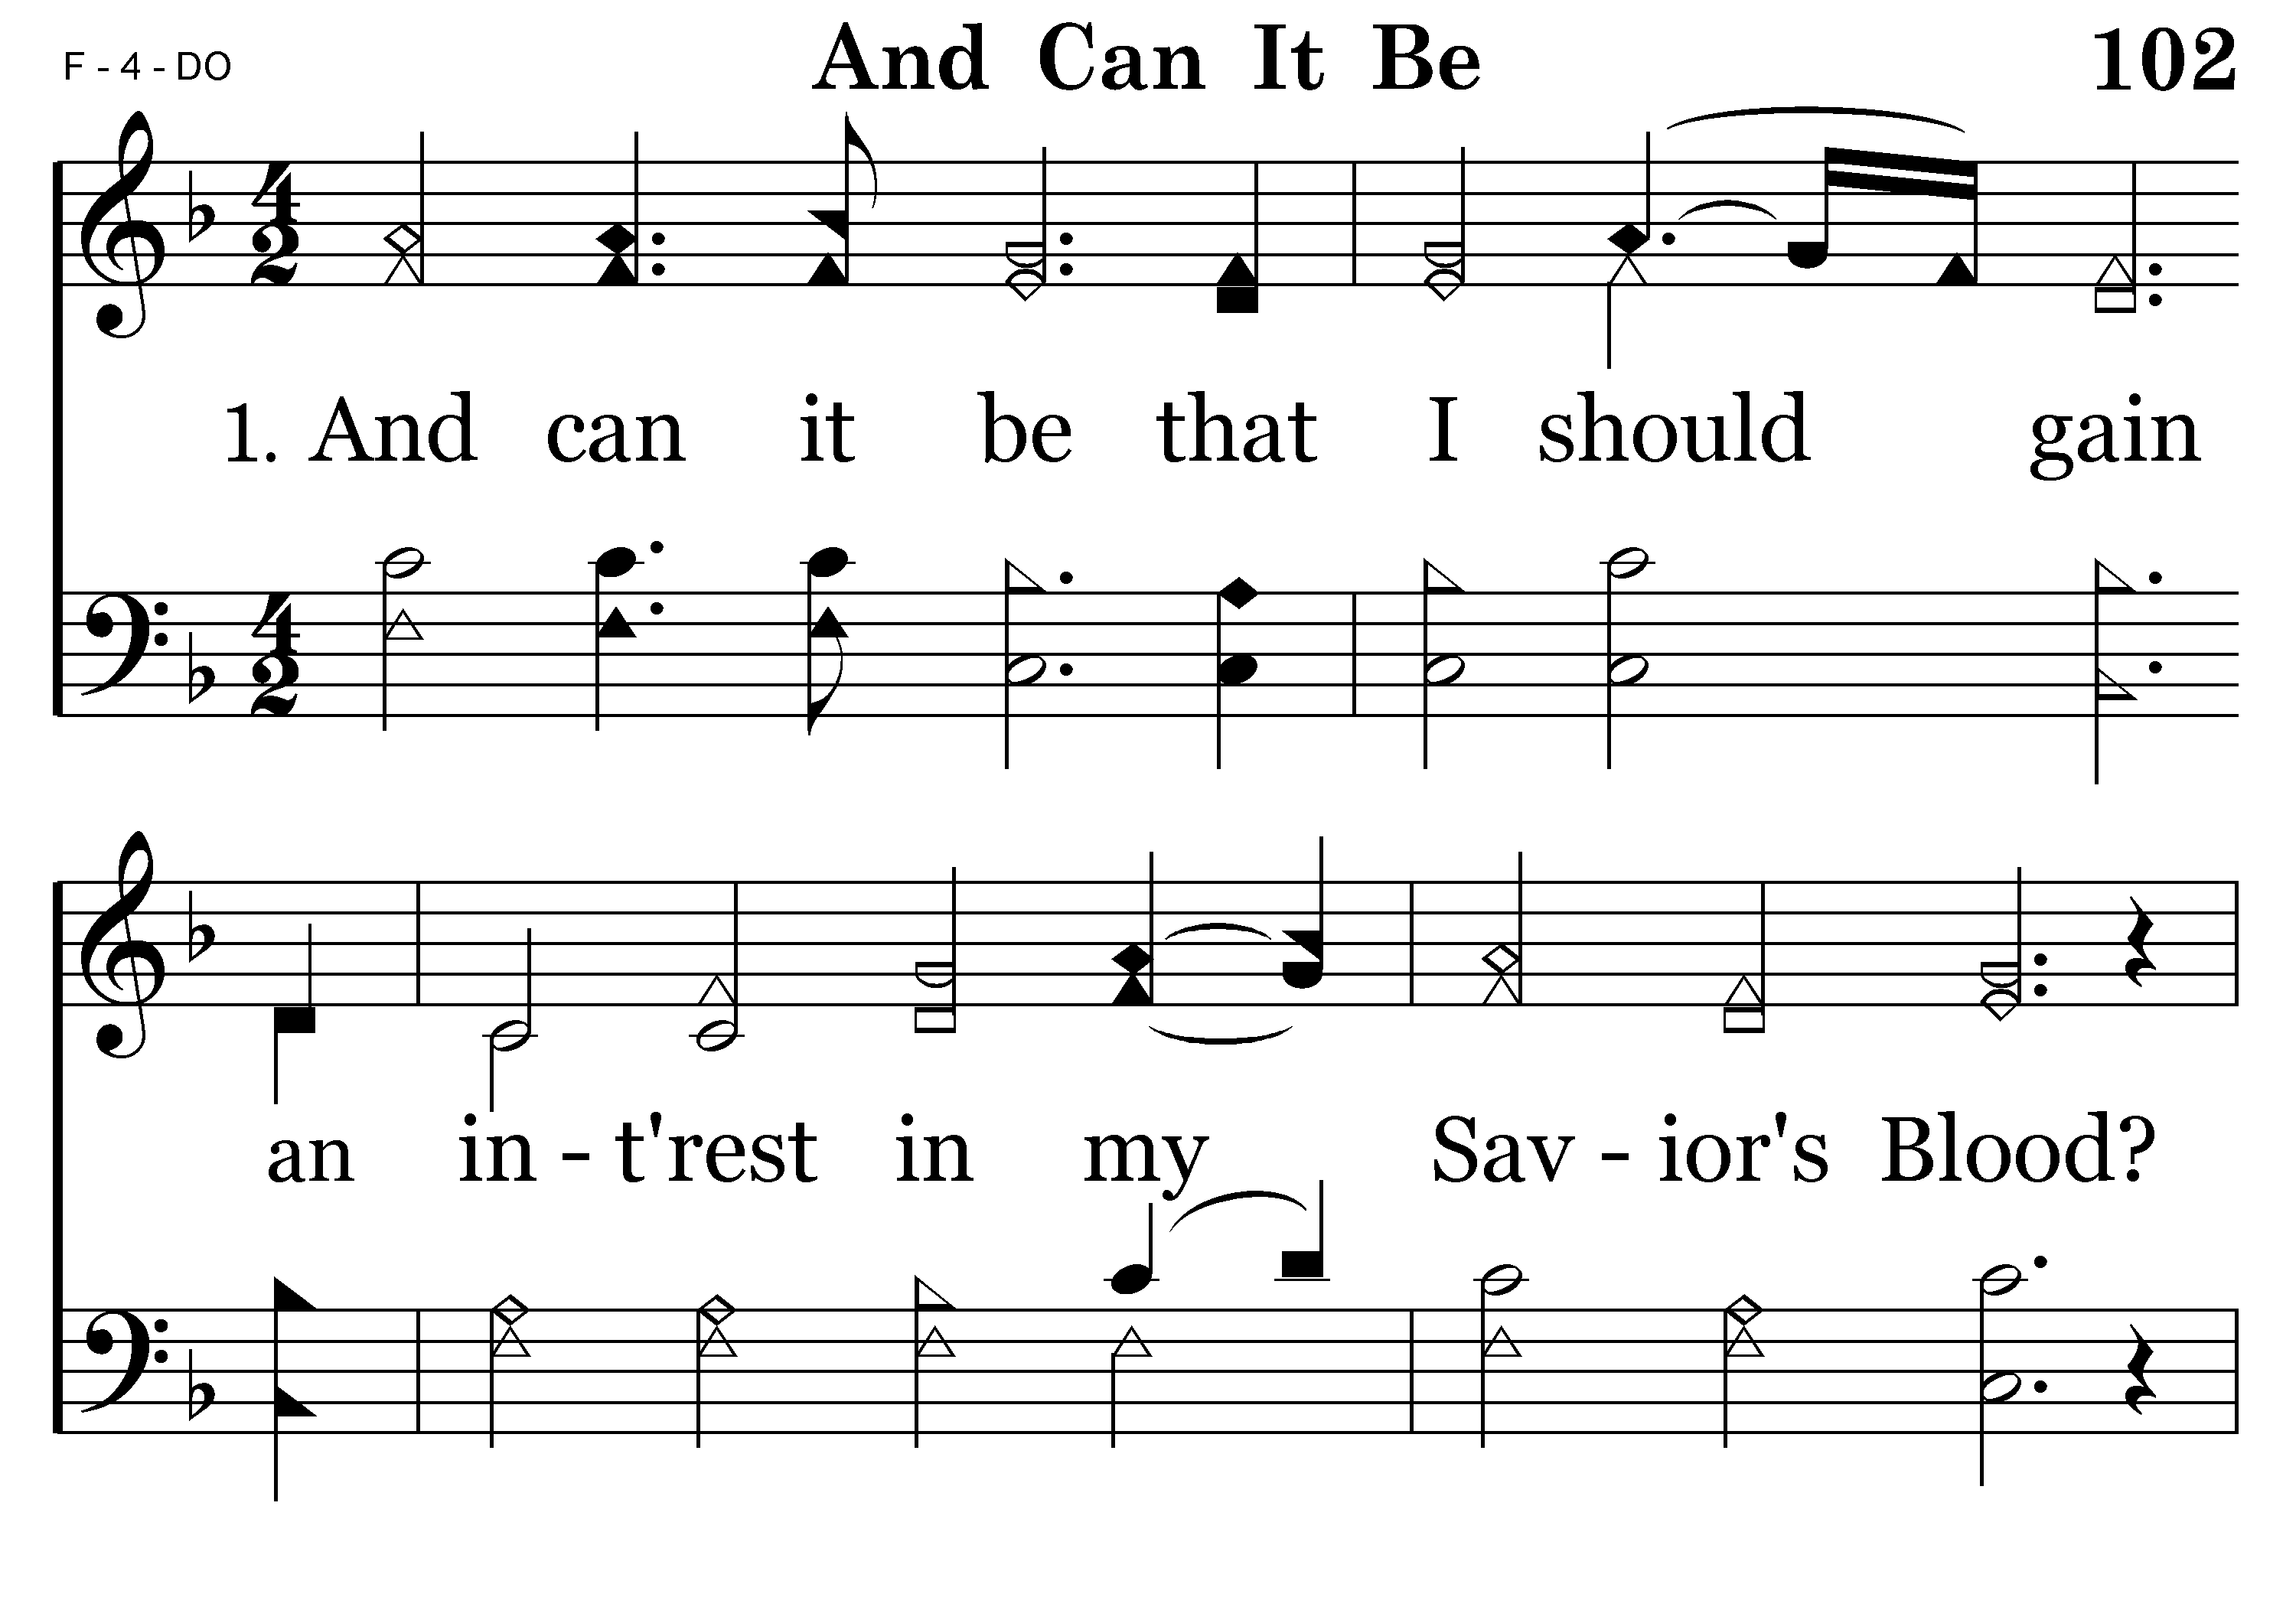 F - 4 - DO And Can It Be 102
1. And can it be that I should gain
an in - t'rest in my Sav - ior's Blood?